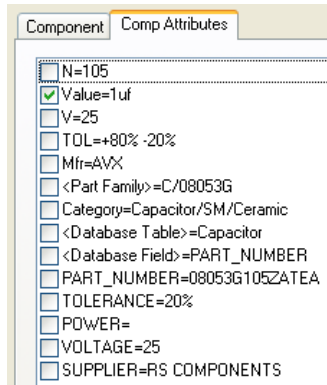 Component Comp Attributes
N=105
Value=1uf
V=25
TOL=+80% -20%
Mfr=AVX
<Part Family>=C/08053G
Category=Capacitor/SM/Ceramic
<Database Table>=Capacitor
<Database Field>=PART_NUMBER
PART_NUMBER=08053G105ZATEA
TOLERANCE=20%
POWER=
VOLTAGE=25
SUPPLIER=RS COMPONENTS